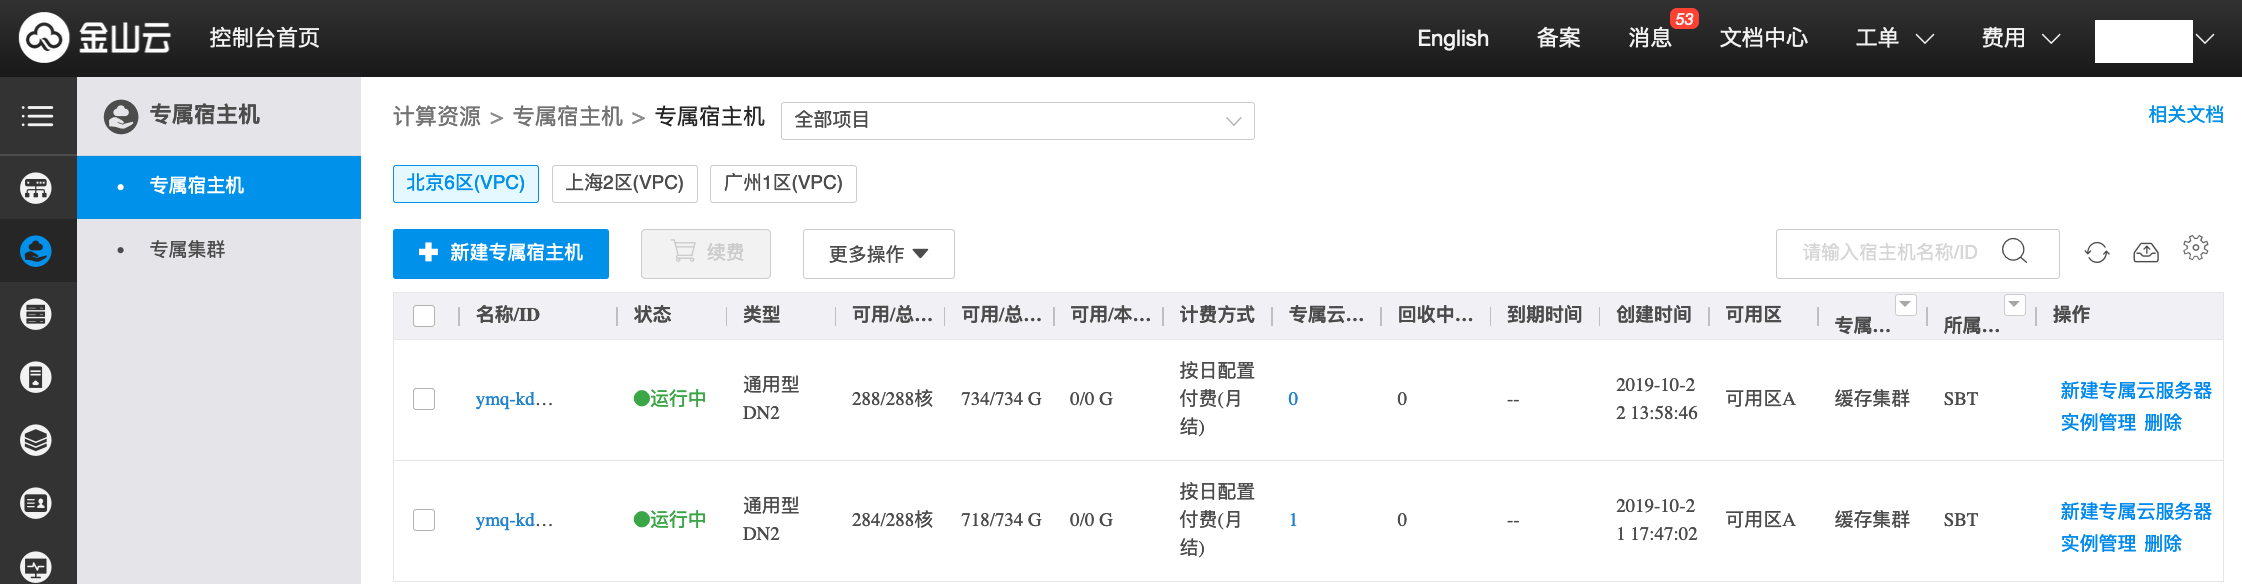 金山云 控制台首页 English 备案 消息 53 文档中心 工单 费用
专属宿主机
专属宿主机
专属集群
计算资源 > 专属宿主机 > 专属宿主机 全部项目 相关文档
北京6区(VPC) 上海2区(VPC) 广州1区(VPC)
新建专属宿主机 续费 更多操作 请输入宿主机名称/ID
名称/ID 状态 类型 可用/总... 可用/总... 可用/本... 计费方式 专属云... 回收中... 到期时间 创建时间 可用区 专属... 所属... 操作
ymq-kd... 运行中 通用型 DN2 288/288核 734/734 G 0/0 G 按日配置付费(月结) 0 0 -- 2019-10-22 13:58:46 可用区A 缓存集群 SBT 新建专属云服务器
实例管理 删除
ymq-kd... 运行中 通用型 DN2 284/288核 718/734 G 0/0 G 按日配置付费(月结) 1 0 -- 2019-10-21 17:47:02 可用区A 缓存集群 SBT 新建专属云服务器
实例管理 删除